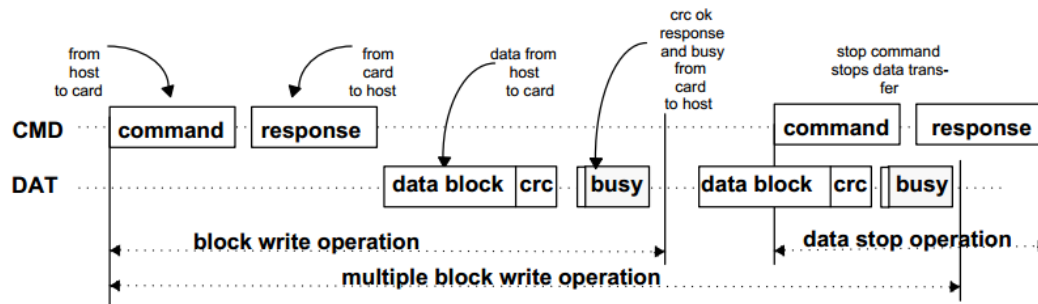 from
host
to card
from
card
to host
data from
host
to card
crc ok
response
and busy
from
card
to host
stop command
stops data trans-
fer
CMD
command
response
command
response
DAT
data block
crc
busy
data block
crc
busy
block write operation
data stop operation
multiple block write operation